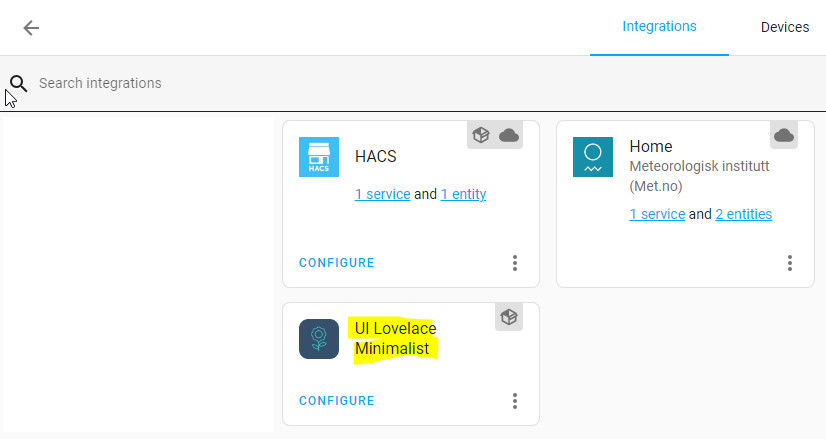 Integrations
Devices
Search integrations
HACS
HACS
1 service and 1 entity
CONFIGURE
Home
Meteorologisk institutt
(Met.no)
1 service and 2 entities
UI Lovelace
Minimalist
CONFIGURE